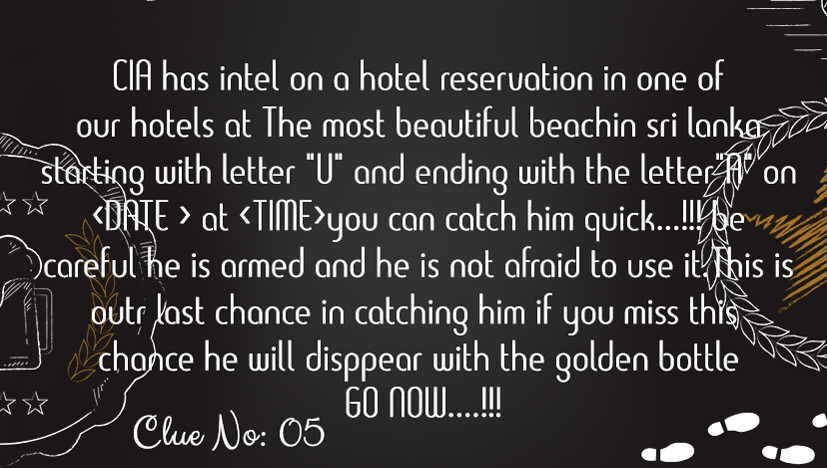 CIA has intel on a hotel reservation in one of
our hotels at The most beautiful beachin sri lanka
starting with letter "U" and ending with the letter"A" on
<DATE > at <TIME>you can catch him quick...!!! be
careful he is armed and he is not afraid to use it.This is
outr last chance in catching him if you miss this
chance he will disppear with the golden bottle
GO NOW....!!!
Clue No: 05